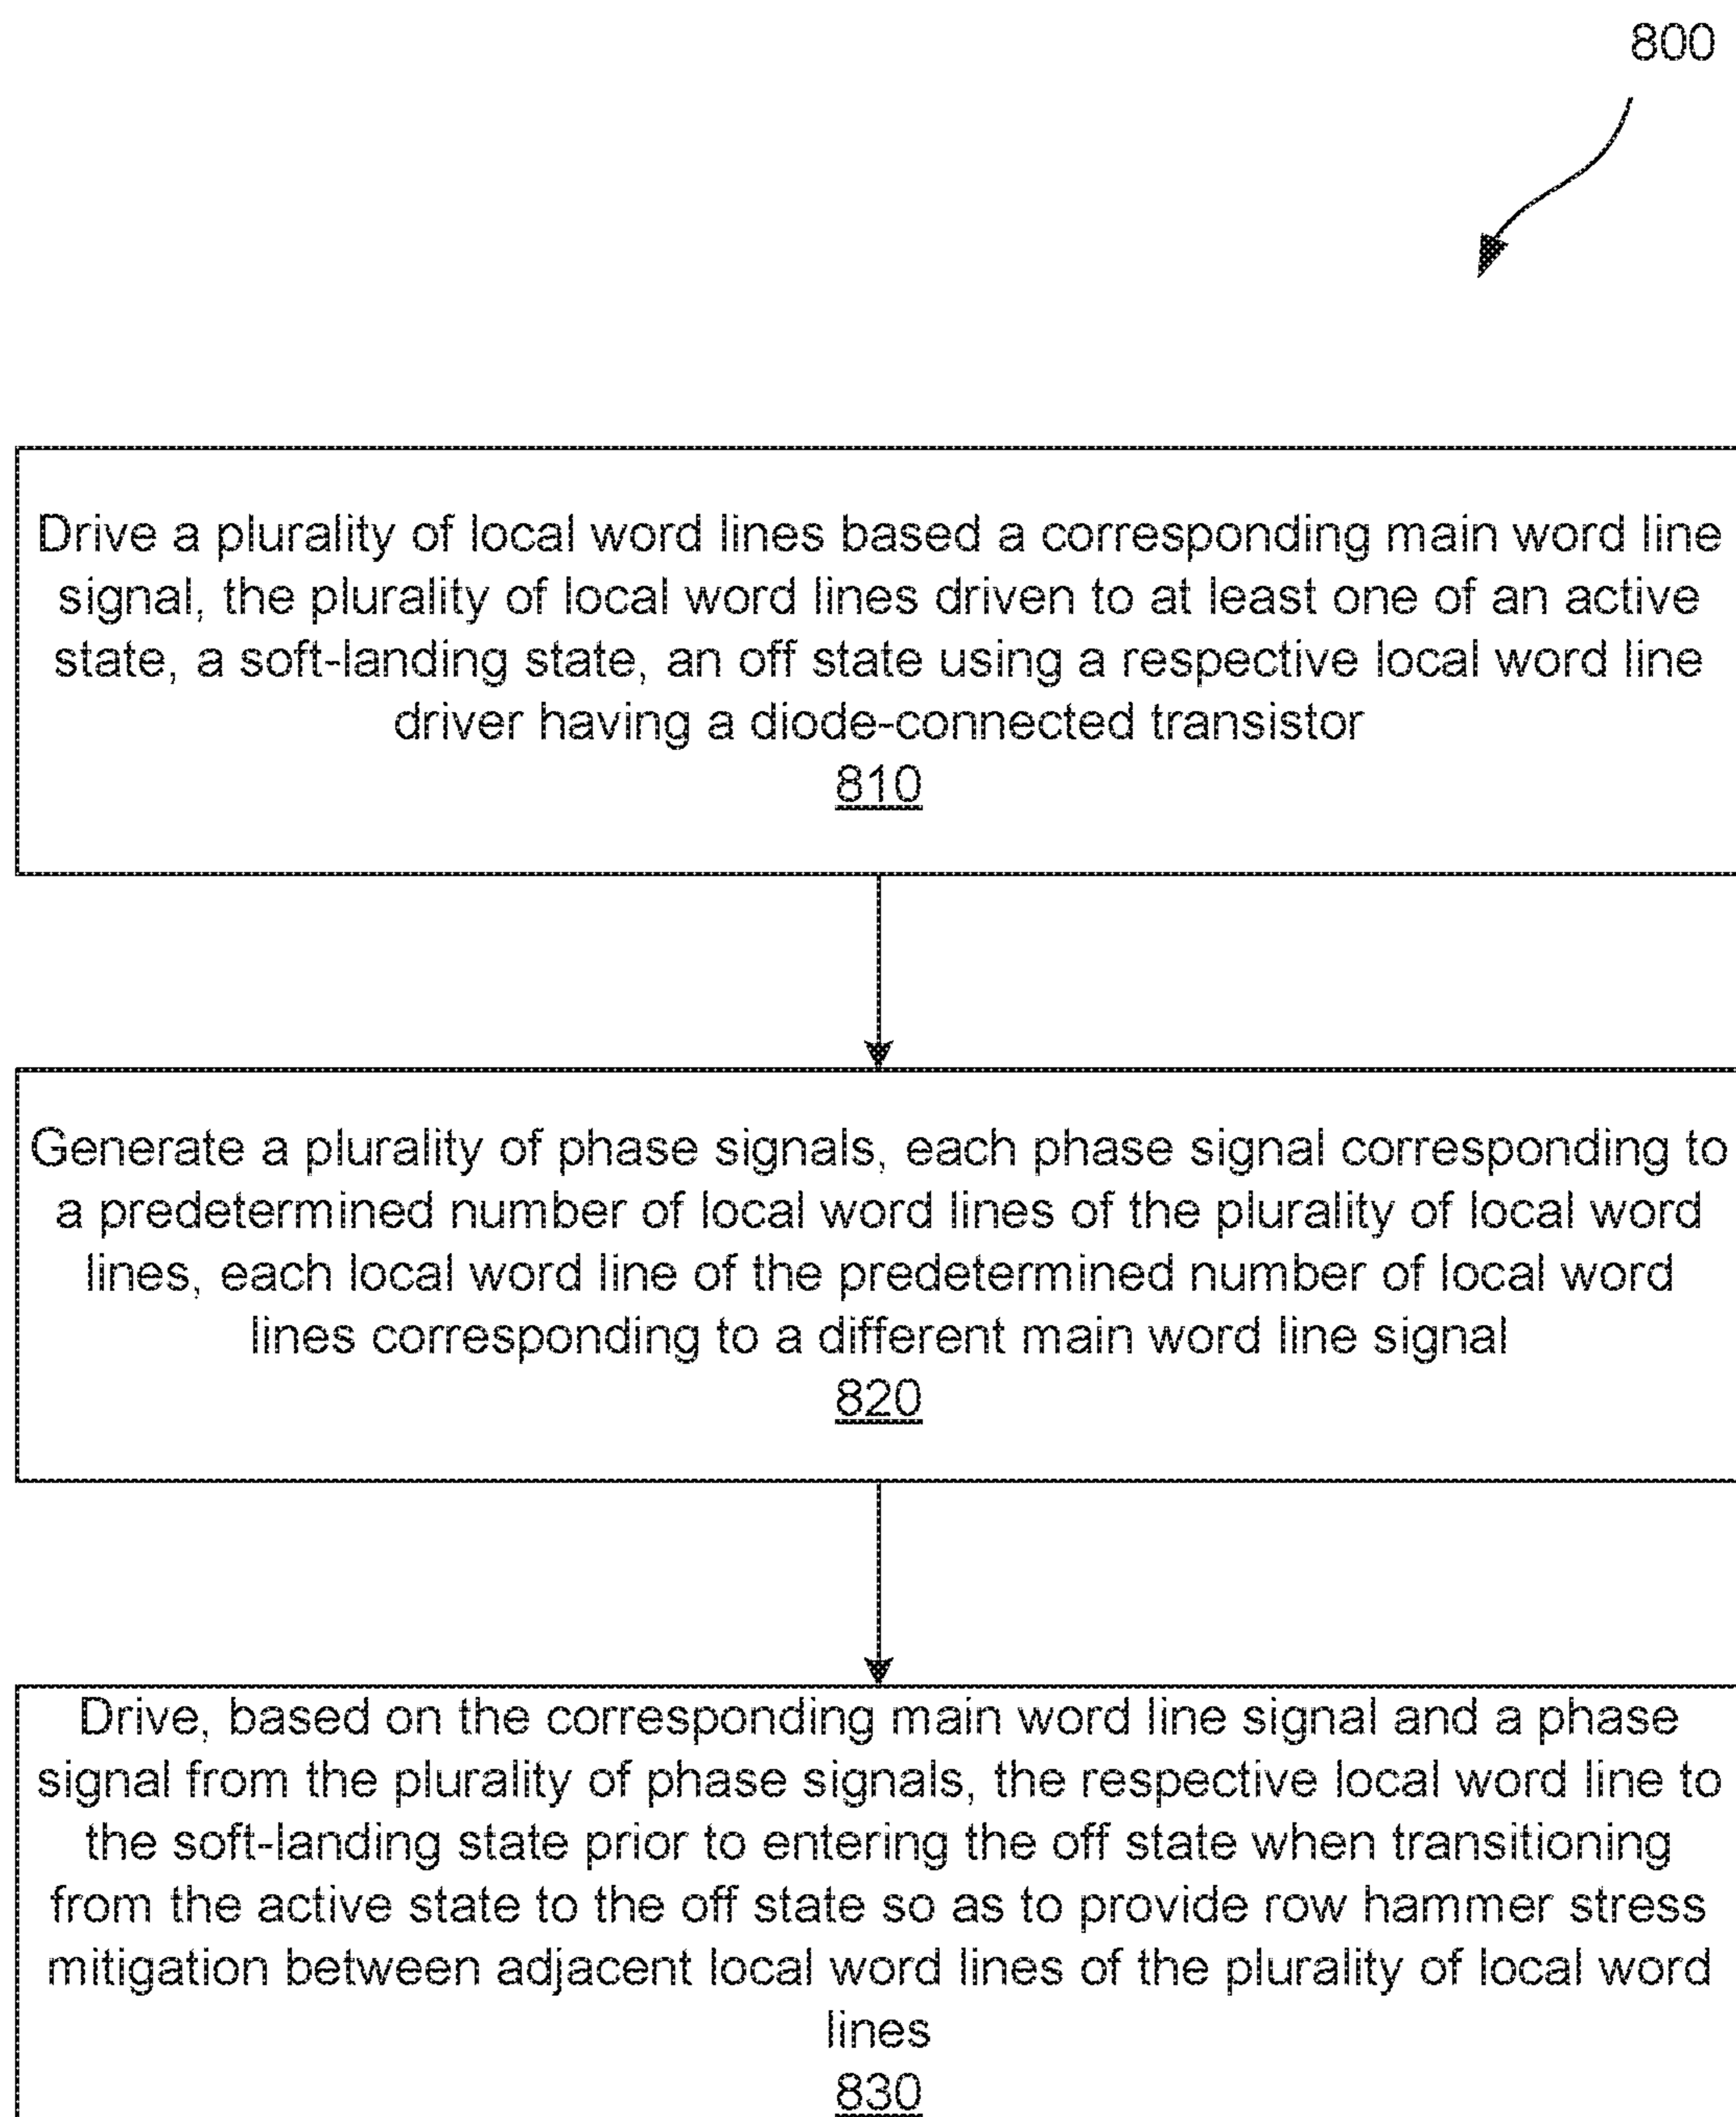 800
Drive a plurality of local word lines based a corresponding main word line
signal, the plurality of local word lines driven to at least one of an active
state, a soft-landing state, an off state using a respective local word line
driver having a diode-connected transistor
810
Generate a plurality of phase signals, each phase signal corresponding to
a predetermined number of local word lines of the plurality of local word
lines, each local word line of the predetermined number of local word
lines corresponding to a different main word line signal
820
Drive, based on the corresponding main word line signal and a phase
signal from the plurality of phase signals, the respective local word line to
the soft-landing state prior to entering the off state when transitioning
from the active state to the off state so as to provide row hammer stress
mitigation between adjacent local word lines of the plurality of local word
lines
830